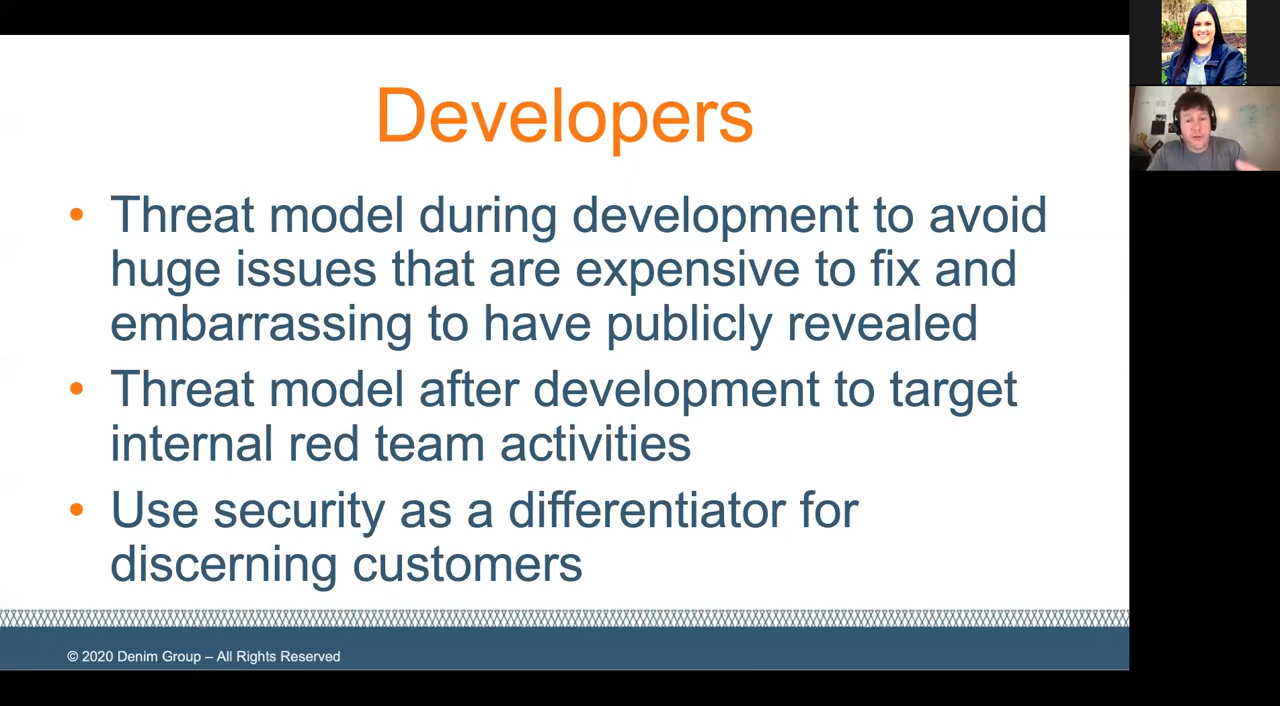 Developers
• Threat model during development to avoid
huge issues that are expensive to fix and
embarrassing to have publicly revealed
• Threat model after development to target
internal red team activities
• Use security as a differentiator for
discerning customers
© 2020 Denim Group – All Rights Reserved